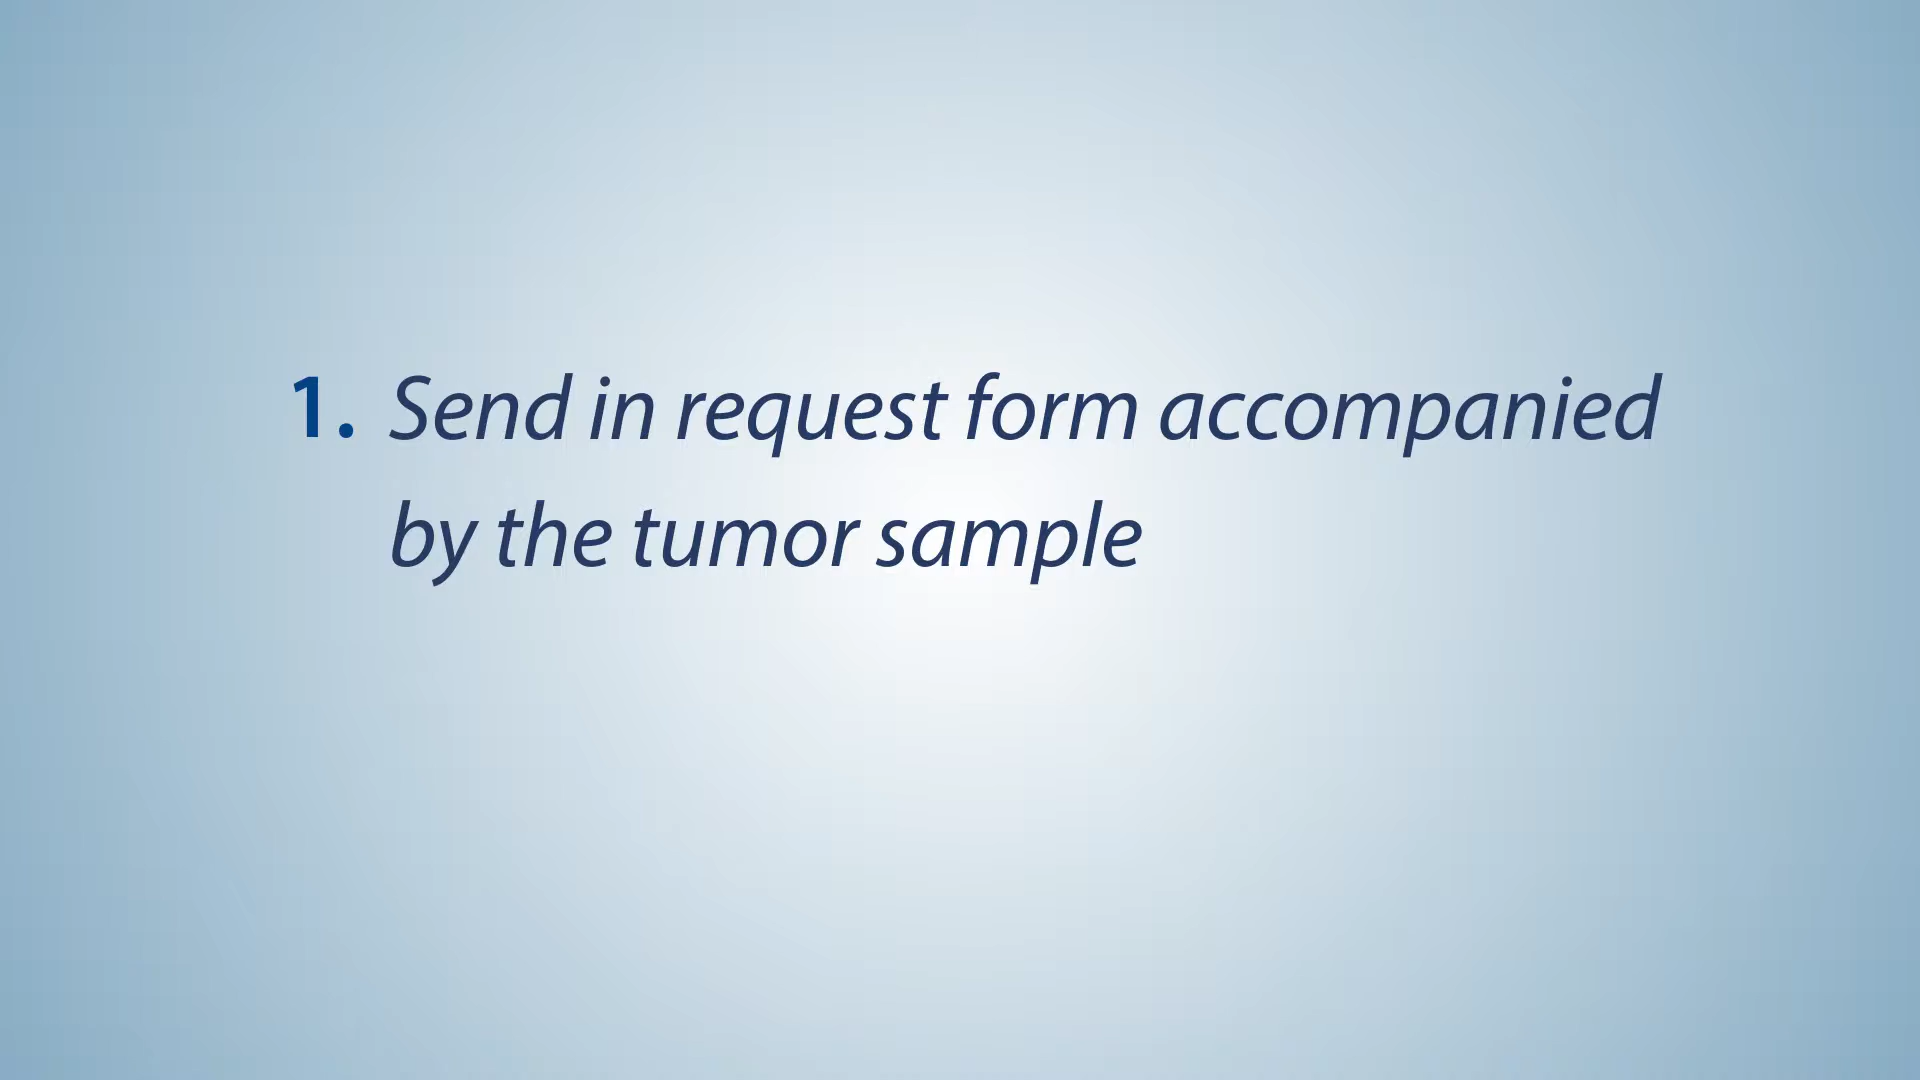 1. Send in request form accompanied
by the tumor sample